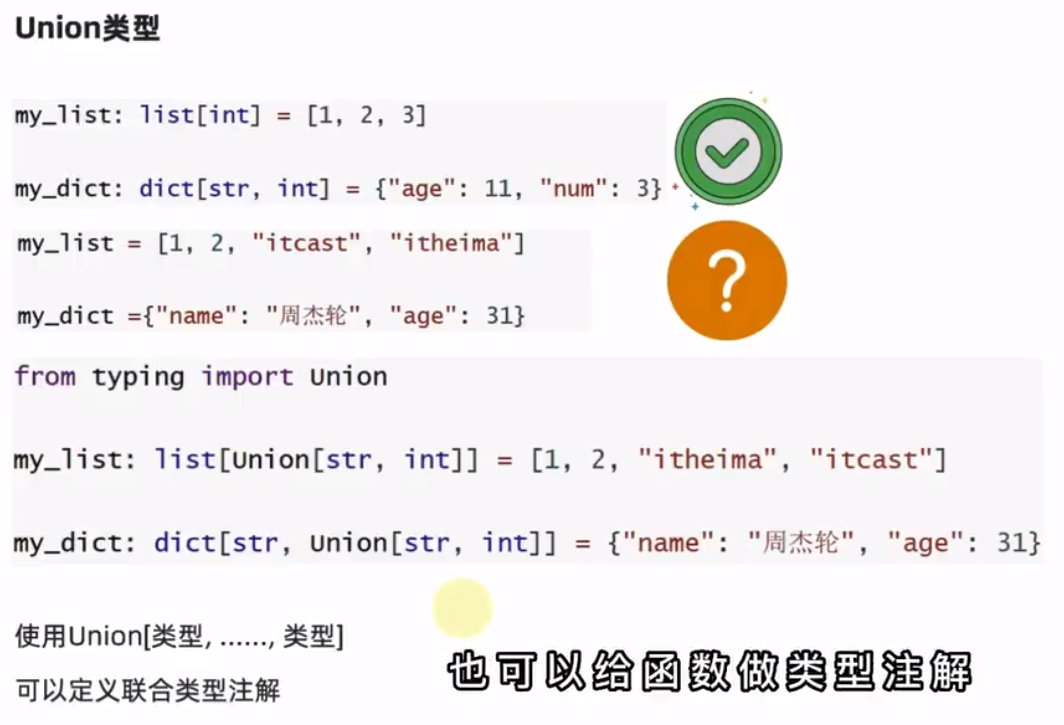 Union类型
my_list: list[int] = [1, 2, 3]
my_dict: dict[str, int] = {"age": 11, "num": 3}
my_list = [1, 2, "itcast", "itheima"]
my_dict ={"name": "周杰轮", "age": 31}
from typing import Union
my_list: list[Union[str, int]] = [1, 2, "itheima", "itcast"]
my_dict: dict[str, Union[str, int]] = {"name": "周杰轮", "age": 31}
使用Union[类型, ......, 类型]
可以定义联合类型注解
也可以给函数做类型注解